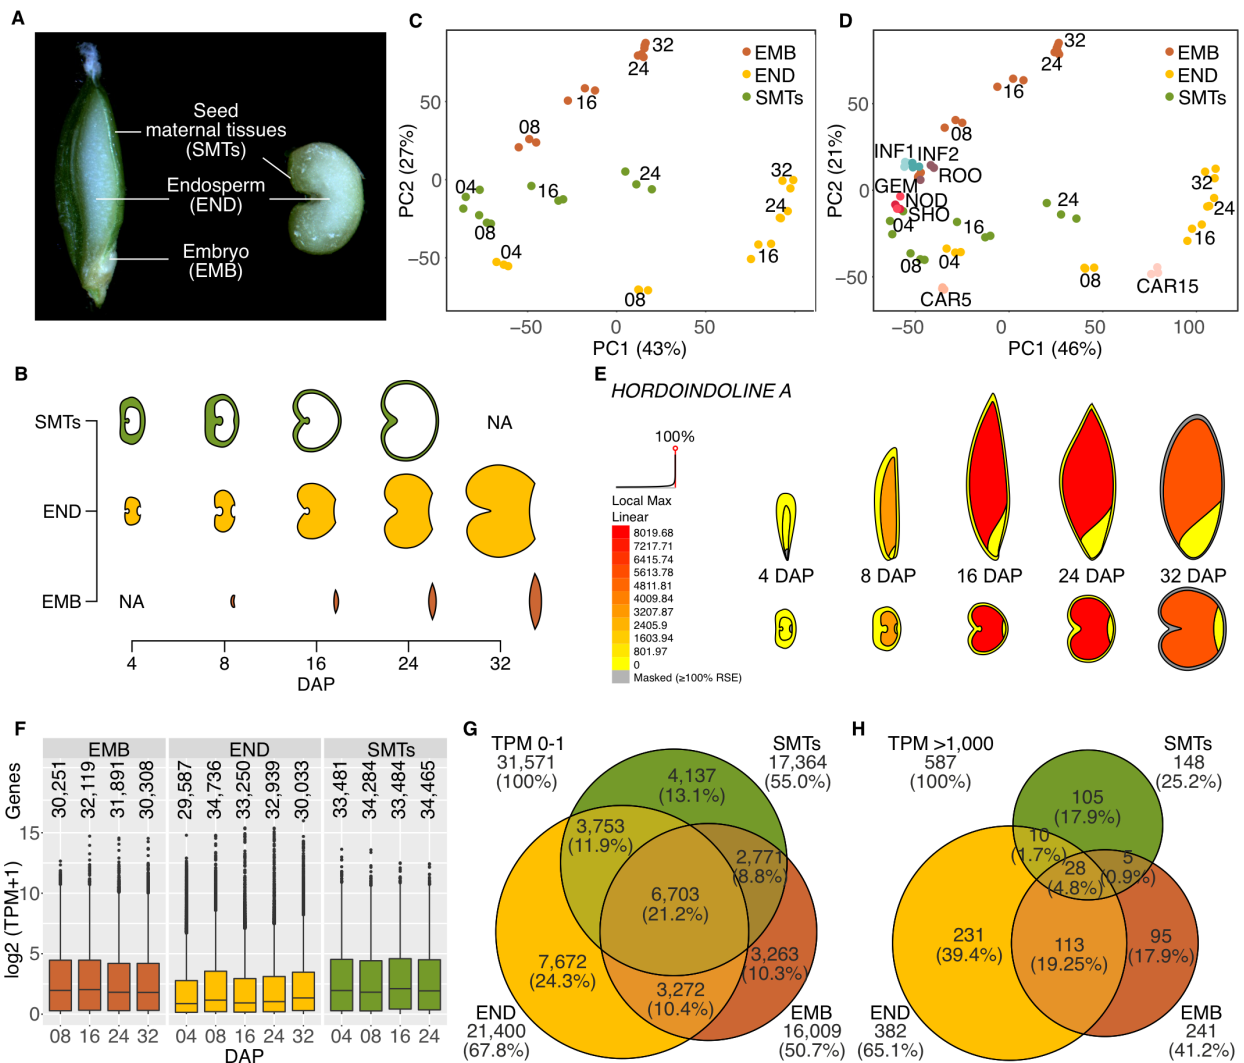 A
Seed
maternal tissues
(SMTs)
Endosperm
(END)
Embryo
(EMB)
C
PC2 (27%)
50
0
−50
−50
0
50
PC1 (43%)
EMB
END
SMTs
32
24
16
08
04
16
24
08
04
08
16
24
32
D
PC2 (21%)
50
0
−50
−50
0
50
100
PC1 (46%)
EMB
END
SMTs
32
24
16
08
INF1
INF2
ROO
GEM
NOD
SHO
04
16
24
08
04
08
16
24
32
CAR5
CAR15
B
SMTs
NA
END
EMB
NA
4
8
16
24
32
DAP
E
HORDOINDOLINE A
100%
Local Max
Linear
8019.68
7217.71
6415.74
5613.78
4811.81
4009.84
3207.87
2405.9
1603.94
801.97
0
Masked (≥100% RSE)
4 DAP
8 DAP
16 DAP
24 DAP
32 DAP
F
EMB
END
SMTs
Genes
30,251
32,119
31,891
30,308
29,587
34,736
33,250
32,939
30,033
33,481
34,284
33,484
34,465
log2 (TPM+1)
15
10
5
0
08
16
24
32
04
08
16
24
32
04
08
16
24
DAP
G
TPM 0-1
31,571
(100%)
SMTs
17,364
(55.0%)
4,137
(13.1%)
3,753
(11.9%)
2,771
(8.8%)
6,703
(21.2%)
7,672
(24.3%)
3,263
(10.3%)
3,272
(10.4%)
END
21,400
(67.8%)
EMB
16,009
(50.7%)
H
TPM >1,000
587
(100%)
SMTs
148
(25.2%)
105
(17.9%)
10
(1.7%)
5
(0.9%)
28
(4.8%)
231
(39.4%)
113
(19.25%)
95
(17.9%)
END
382
(65.1%)
EMB
241
(41.2%)